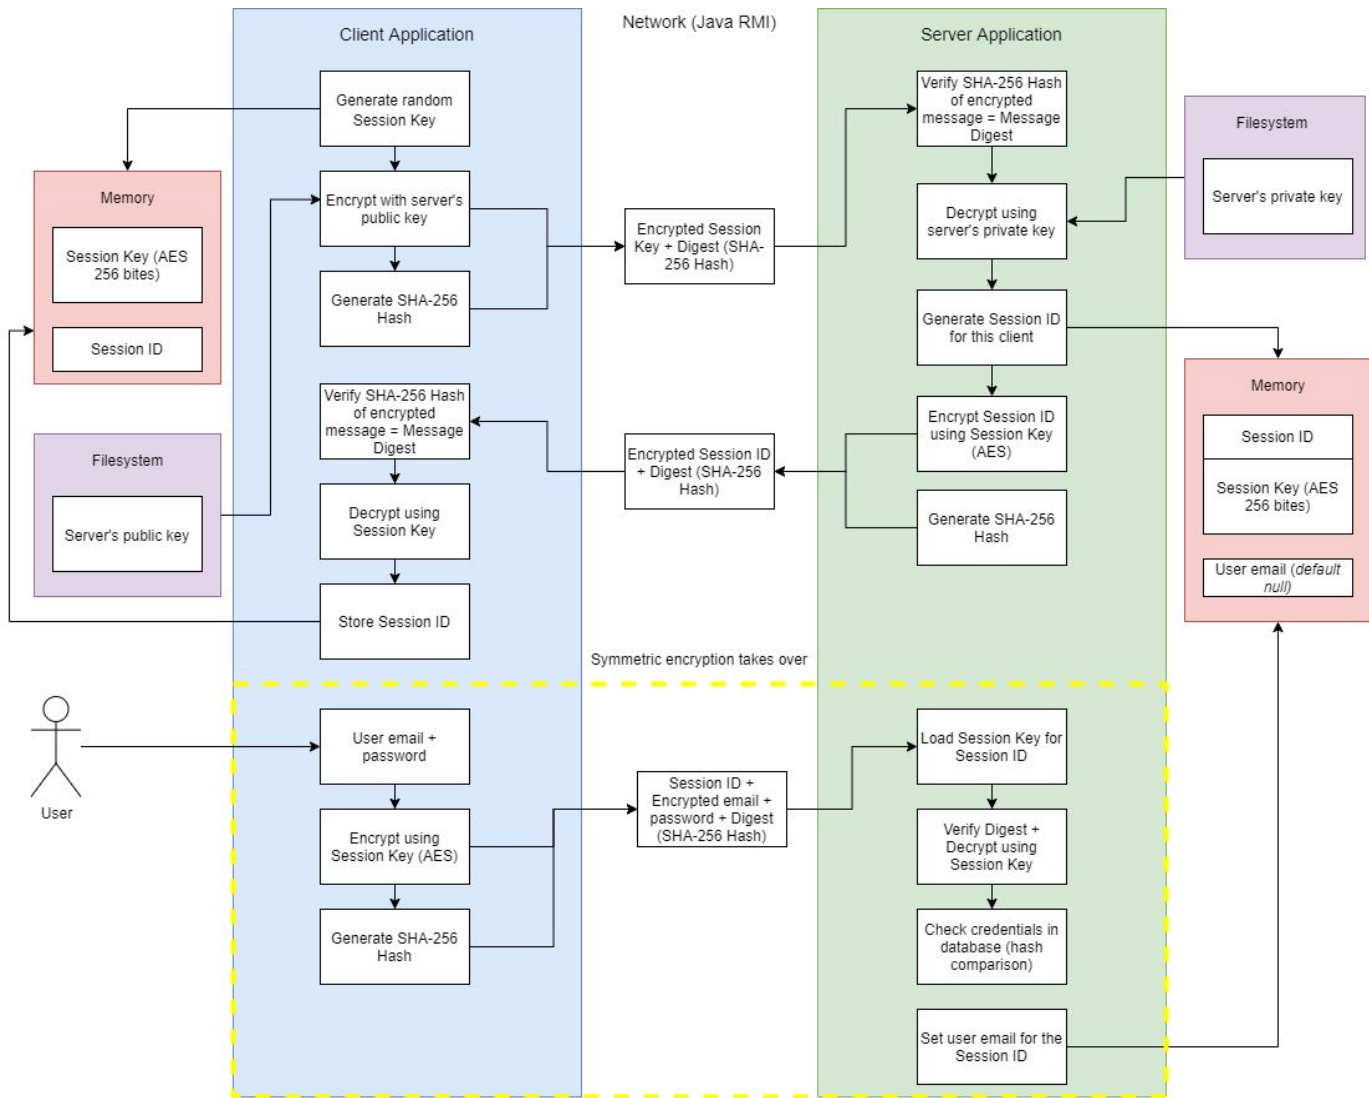 Network (Java RMI)
Client Application
Server Application
Generate random
Session Key
Verify SHA-256 Hash
of encrypted
message = Message
Digest
Filesystem
Server's private key
Memory
Session Key (AES
256 bites)
Session ID
Encrypt with server's
public key
Encrypted Session
Key + Digest (SHA-
256 Hash)
Decrypt using
server's private key
Generate SHA-256
Hash
Generate Session ID
for this client
Memory
Session ID
Session Key (AES
256 bites)
User email (default
null)
Verify SHA-256 Hash
of encrypted
message = Message
Digest
Encrypted Session ID
+ Digest (SHA-256
Hash)
Encrypt Session ID
using Session Key
(AES)
Filesystem
Server's public key
Decrypt using
Session Key
Generate SHA-256
Hash
Store Session ID
Symmetric encryption takes over
User
User email +
password
Load Session Key for
Session ID
Session ID +
Encrypted email +
password + Digest
(SHA-256 Hash)
Encrypt using
Session Key (AES)
Verify Digest +
Decrypt using
Session Key
Generate SHA-256
Hash
Check credentials in
database (hash
comparison)
Set user email for the
Session ID